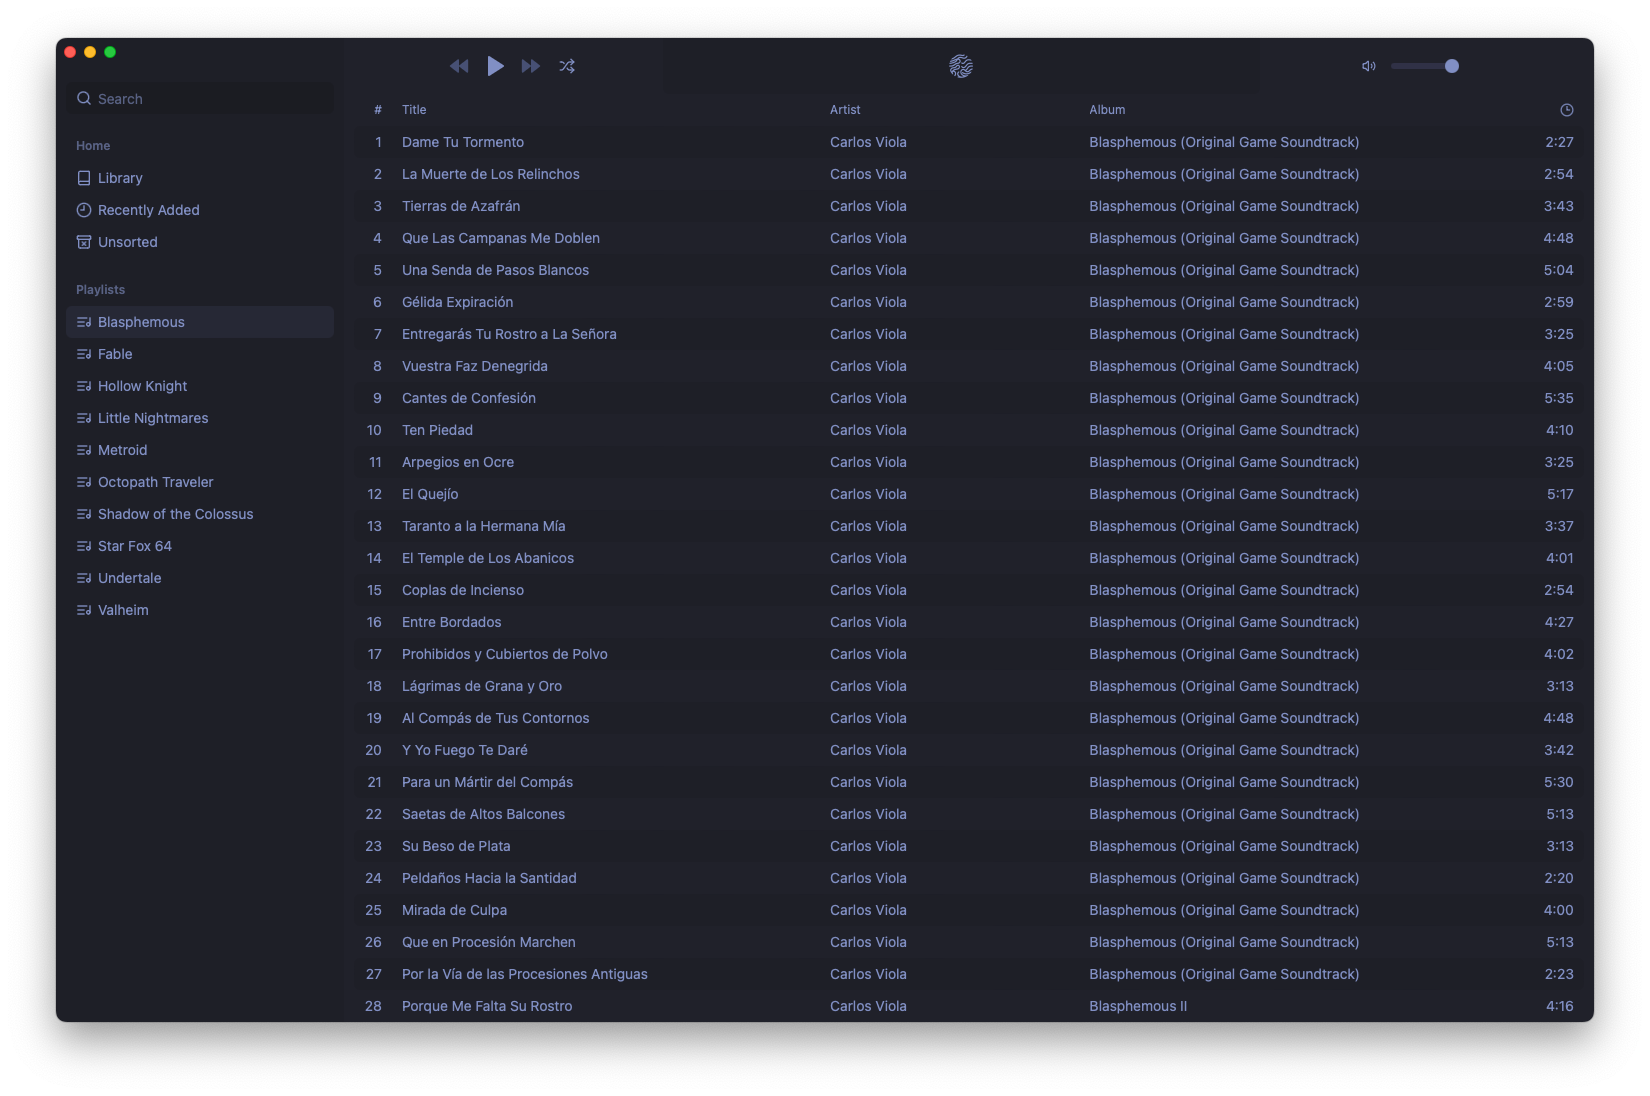 Search
Home
Library
Recently Added
Unsorted
Playlists
Blasphemous
Fable
Hollow Knight
Little Nightmares
Metroid
Octopath Traveler
Shadow of the Colossus
Star Fox 64
Undertale
Valheim
# Title Artist Album
1 Dame Tu Tormento Carlos Viola Blasphemous (Original Game Soundtrack) 2:27
2 La Muerte de Los Relinchos Carlos Viola Blasphemous (Original Game Soundtrack) 2:54
3 Tierras de Azafrán Carlos Viola Blasphemous (Original Game Soundtrack) 3:43
4 Que Las Campanas Me Doblen Carlos Viola Blasphemous (Original Game Soundtrack) 4:48
5 Una Senda de Pasos Blancos Carlos Viola Blasphemous (Original Game Soundtrack) 5:04
6 Gélida Expiración Carlos Viola Blasphemous (Original Game Soundtrack) 2:59
7 Entregarás Tu Rostro a La Señora Carlos Viola Blasphemous (Original Game Soundtrack) 3:25
8 Vuestra Faz Denegrida Carlos Viola Blasphemous (Original Game Soundtrack) 4:05
9 Cantes de Confesión Carlos Viola Blasphemous (Original Game Soundtrack) 5:35
10 Ten Piedad Carlos Viola Blasphemous (Original Game Soundtrack) 4:10
11 Arpegios en Ocre Carlos Viola Blasphemous (Original Game Soundtrack) 3:25
12 El Quejío Carlos Viola Blasphemous (Original Game Soundtrack) 5:17
13 Taranto a la Hermana Mía Carlos Viola Blasphemous (Original Game Soundtrack) 3:37
14 El Temple de Los Abanicos Carlos Viola Blasphemous (Original Game Soundtrack) 4:01
15 Coplas de Incienso Carlos Viola Blasphemous (Original Game Soundtrack) 2:54
16 Entre Bordados Carlos Viola Blasphemous (Original Game Soundtrack) 4:27
17 Prohibidos y Cubiertos de Polvo Carlos Viola Blasphemous (Original Game Soundtrack) 4:02
18 Lágrimas de Grana y Oro Carlos Viola Blasphemous (Original Game Soundtrack) 3:13
19 Al Compás de Tus Contornos Carlos Viola Blasphemous (Original Game Soundtrack) 4:48
20 Y Yo Fuego Te Daré Carlos Viola Blasphemous (Original Game Soundtrack) 3:42
21 Para un Mártir del Compás Carlos Viola Blasphemous (Original Game Soundtrack) 5:30
22 Saetas de Altos Balcones Carlos Viola Blasphemous (Original Game Soundtrack) 5:13
23 Su Beso de Plata Carlos Viola Blasphemous (Original Game Soundtrack) 3:13
24 Peldaños Hacia la Santidad Carlos Viola Blasphemous (Original Game Soundtrack) 2:20
25 Mirada de Culpa Carlos Viola Blasphemous (Original Game Soundtrack) 4:00
26 Que en Procesión Marchen Carlos Viola Blasphemous (Original Game Soundtrack) 5:13
27 Por la Vía de las Procesiones Antiguas Carlos Viola Blasphemous (Original Game Soundtrack) 2:23
28 Porque Me Falta Su Rostro Carlos Viola Blasphemous II 4:16